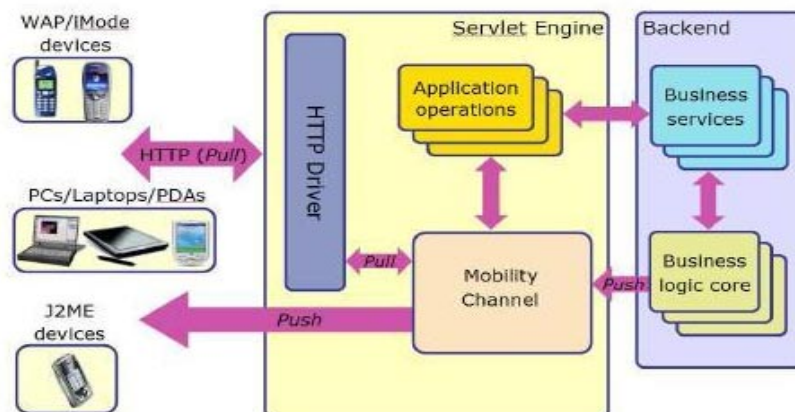 WAP/iMode
devices
HTTP (Pull)
PCs/Laptops/PDAs
J2ME
devices
Servlet Engine
HTTP Driver
Application
operations
Pull
Mobility
Channel
Push
Backend
Business
services
Business
logic core
Push